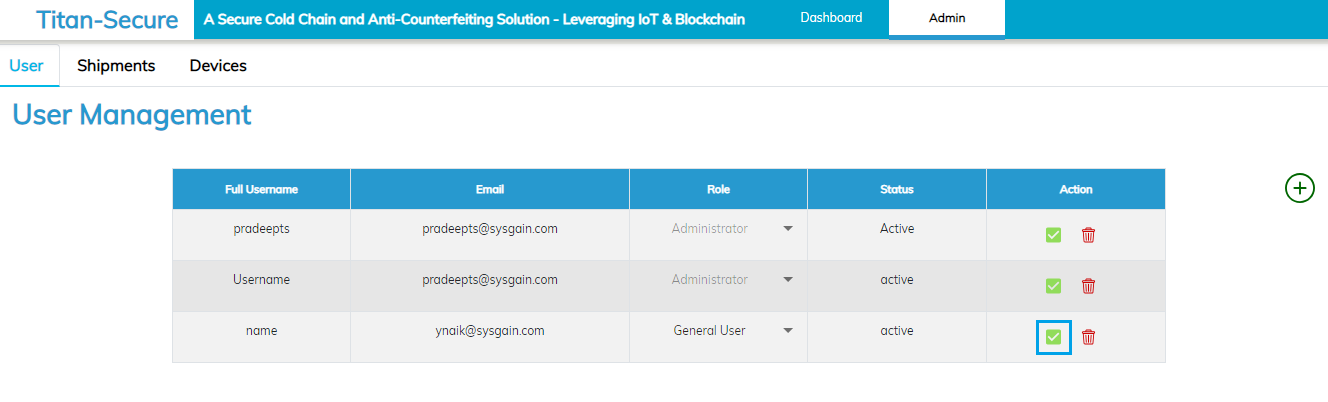 Titan-Secure A Secure Cold Chain and Anti-Counterfeiting Solution - Leveraging IoT & Blockchain Dashboard Admin
User Shipments Devices
User Management
Full Username Email Role Status Action
pradeepts pradeepts@sysgain.com Administrator Active
Username pradeepts@sysgain.com Administrator active
name ynaik@sysgain.com General User active